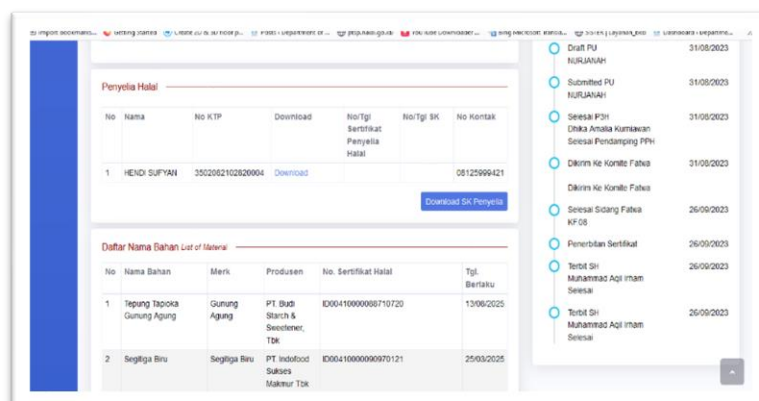 Getting Started
Penyelia Halal
No Nama No KTP Download No/Tgl Sertifikat Penyelia Halal No/Tgl SK No Kontak
1 HENDI SUFYAN 3502082102820004 Download 08125999421
Download SK Penyelia
Daftar Nama Bahan List of Material
No Nama Bahan Merk Produsen No. Sertifikat Halal Tgl. Berlaku
1 Tepung Tapioka Gunung Agung Gunung Agung PT. Budi Starch & Sweetener, Tbk ID00410000088710720 13/08/2025
2 Segitiga Biru Segitiga Biru PT. Indofood Sukses Makmur Tbk ID00410000090970121 25/03/2025
Draft PU 31/08/2023
NURJANAH
Submitted PU 31/08/2023
NURJANAH
Selesai P3H 31/08/2023
Dhika Amalia Kurniawan
Selesai Pendamping PPH
Dikirim Ke Komite Fatwa 31/08/2023
Dikirim Ke Komite Fatwa
Selesai Sidang Fatwa 26/09/2023
KF08
Penerbitan Sertifikat 26/09/2023
Terbit SH 26/09/2023
Muhammad Aqil Irham
Selesai
Terbit SH 26/09/2023
Muhammad Aqil Irham
Selesai